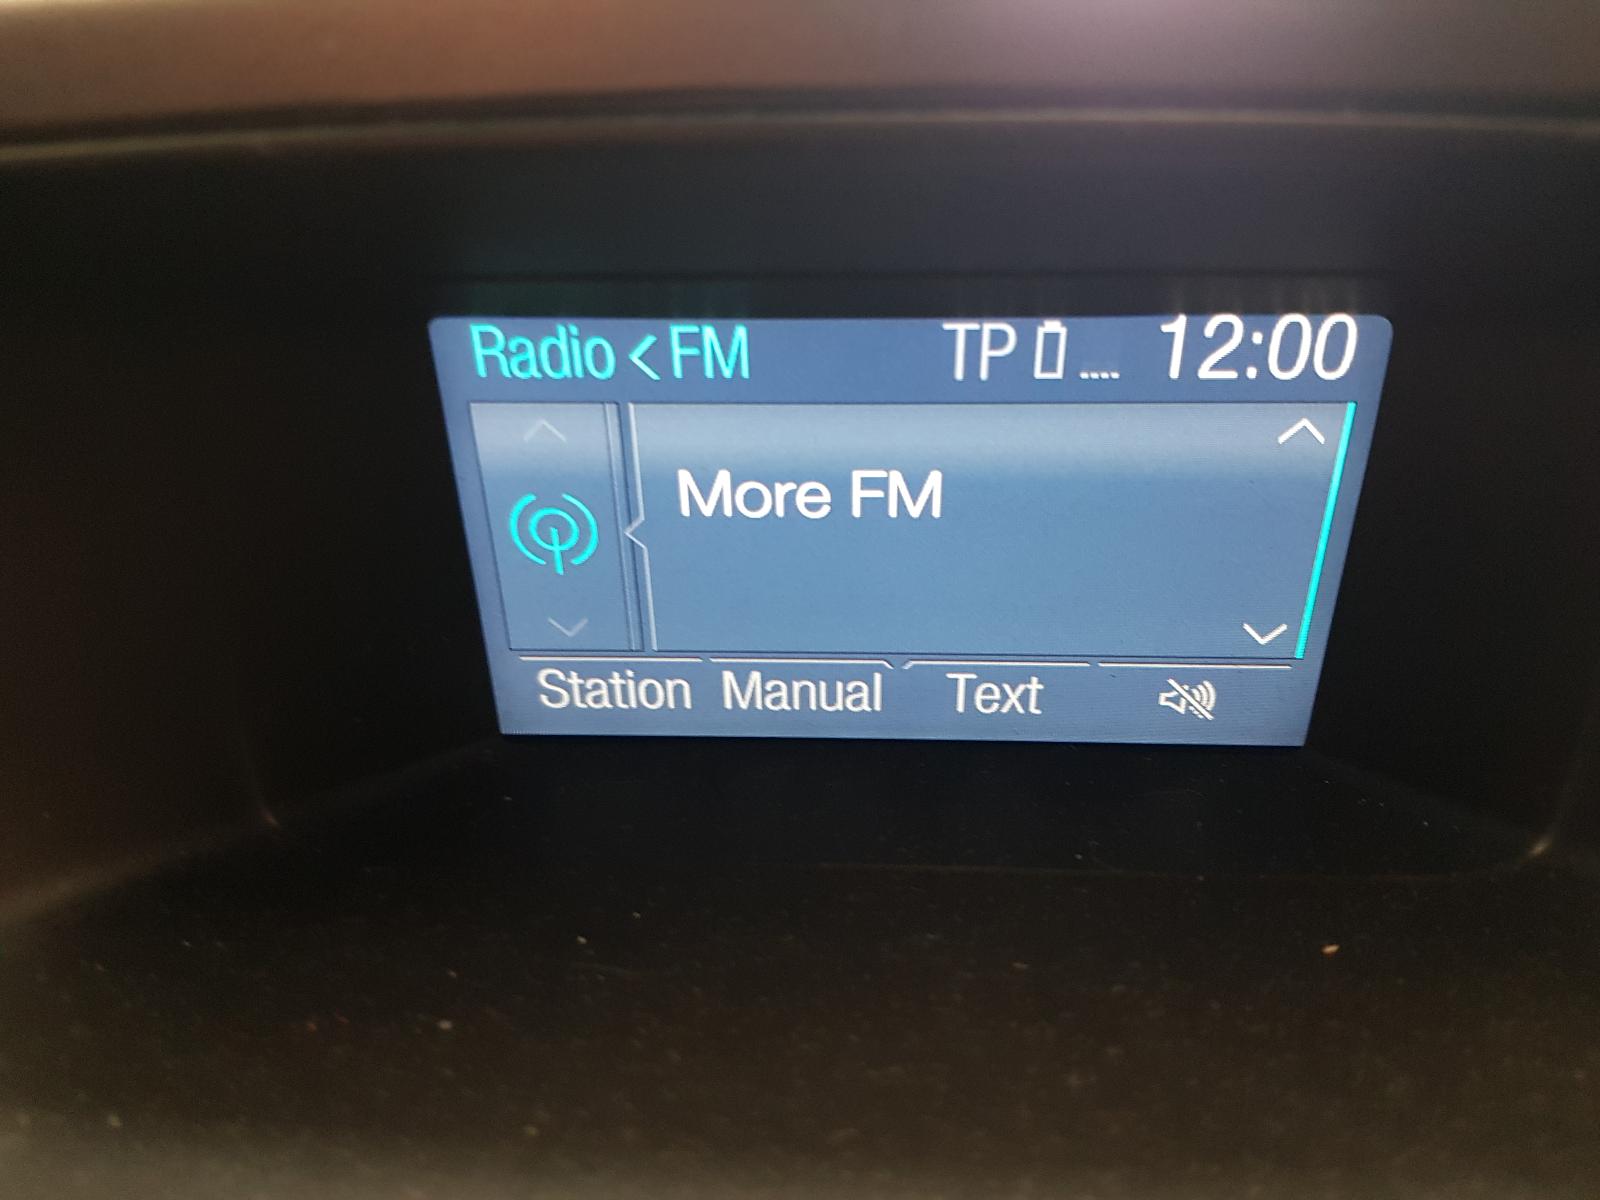 Radio < FM TP .... 12:00
More FM
Station Manual Text